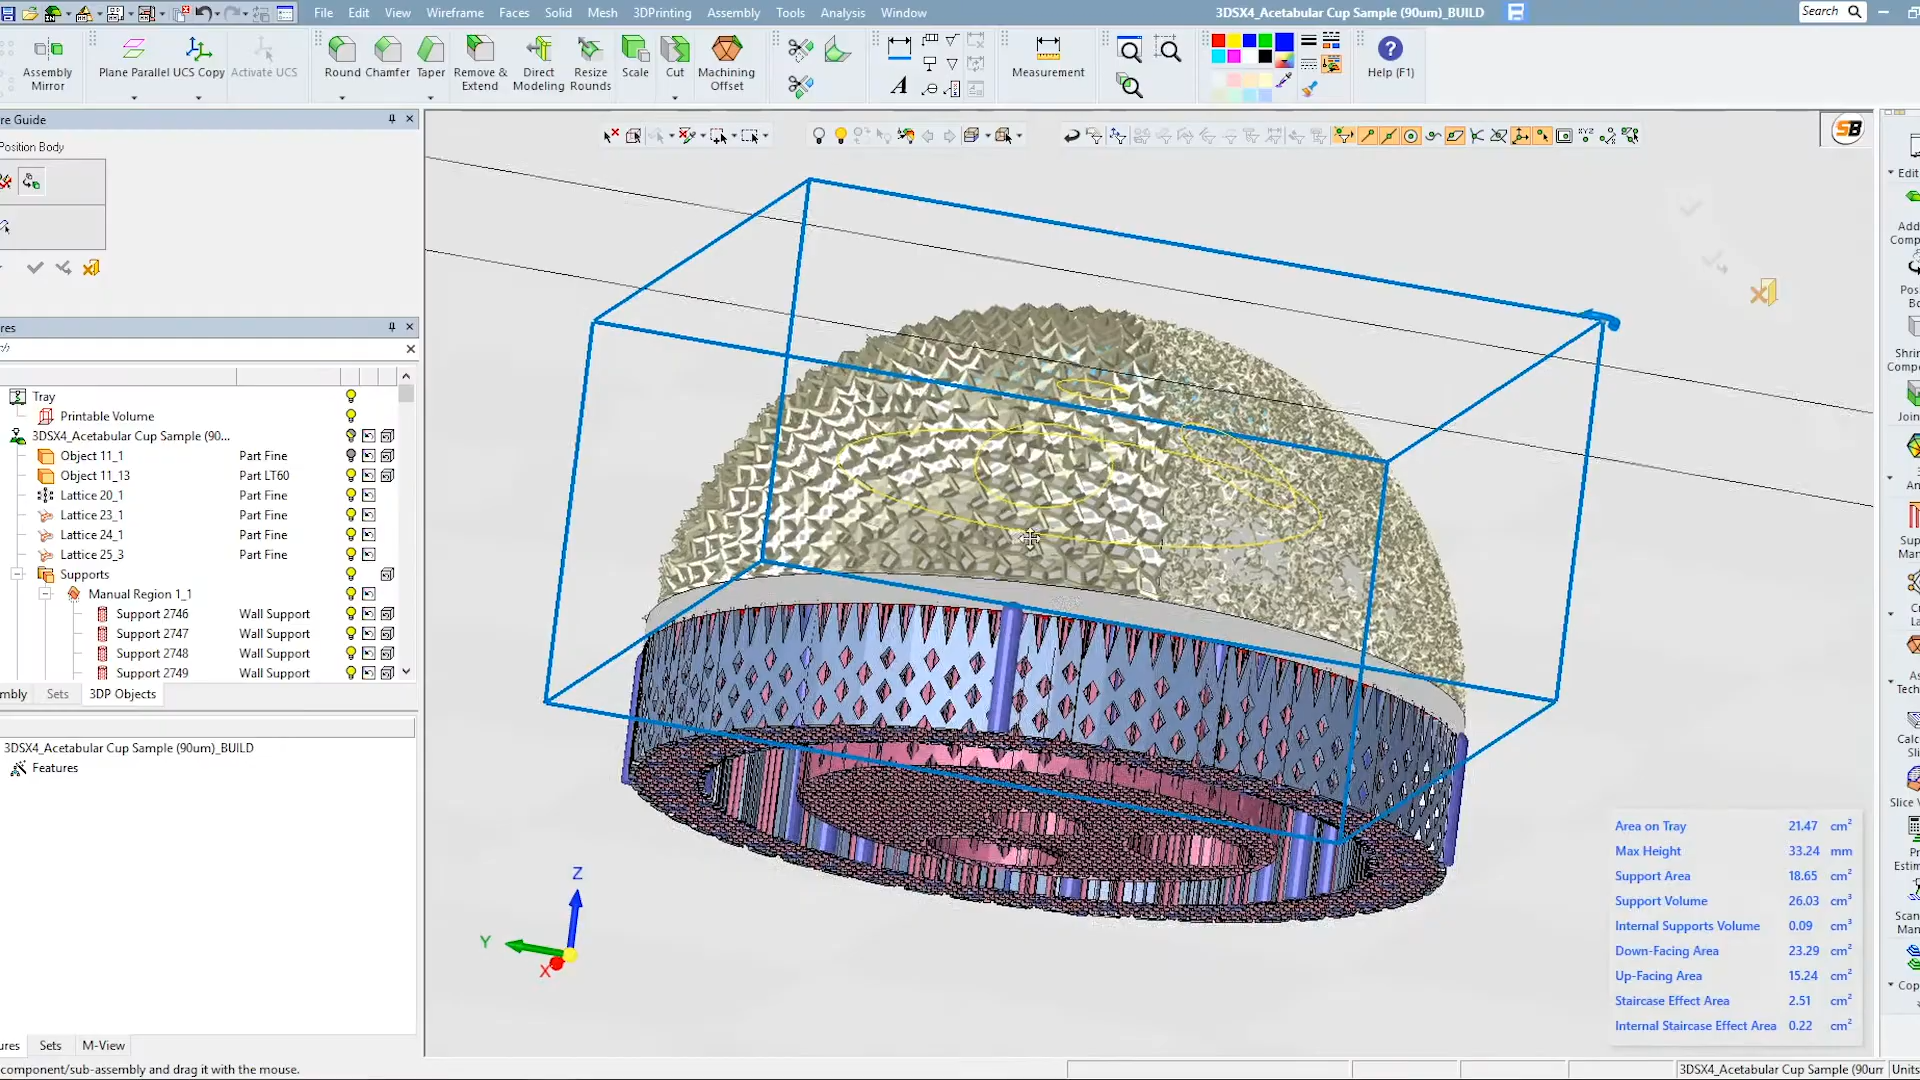 File Edit View Wireframe Faces Solid Mesh 3DPrinting Assembly Tools Analysis Window
3DSX4_Acetabular Cup Sample (90um)_BUILD
Search
Assembly Mirror
Plane Parallel
UCS Copy
Activate UCS
Round
Chamfer
Taper
Remove & Extend
Direct Modeling
Resize Rounds
Scale
Cut
Machining Offset
A
Measurement
Help (F1)
re Guide
Position Body
res
Tray
Printable Volume
3DSX4_Acetabular Cup Sample (90...
Object 11_1 Part Fine
Object 11_13 Part LT60
Lattice 20_1 Part Fine
Lattice 23_1 Part Fine
Lattice 24_1 Part Fine
Lattice 25_3 Part Fine
Supports
Manual Region 1_1
Support 2746 Wall Support
Support 2747 Wall Support
Support 2748 Wall Support
Support 2749 Wall Support
mbly Sets 3DP Objects
3DSX4_Acetabular Cup Sample (90um)_BUILD
Features
ures Sets M-View
component/sub-assembly and drag it with the mouse.
XYZ
SB
Z
Y
X
Area on Tray 21.47 cm²
Max Height 33.24 mm
Support Area 18.65 cm²
Support Volume 26.03 cm³
Internal Supports Volume 0.09 cm³
Down-Facing Area 23.29 cm²
Up-Facing Area 15.24 cm²
Staircase Effect Area 2.51 cm²
Internal Staircase Effect Area 0.22 cm²
Edit
Add
Comp
Pos
Bo
Shrin
Compe
Join
An
Sup
Man
Cr
La
As
Techn
Calc
Sli
Slice V
Pr
Estim
Scan
Man
Cop
3DSX4_Acetabular Cup Sample (90um
Units